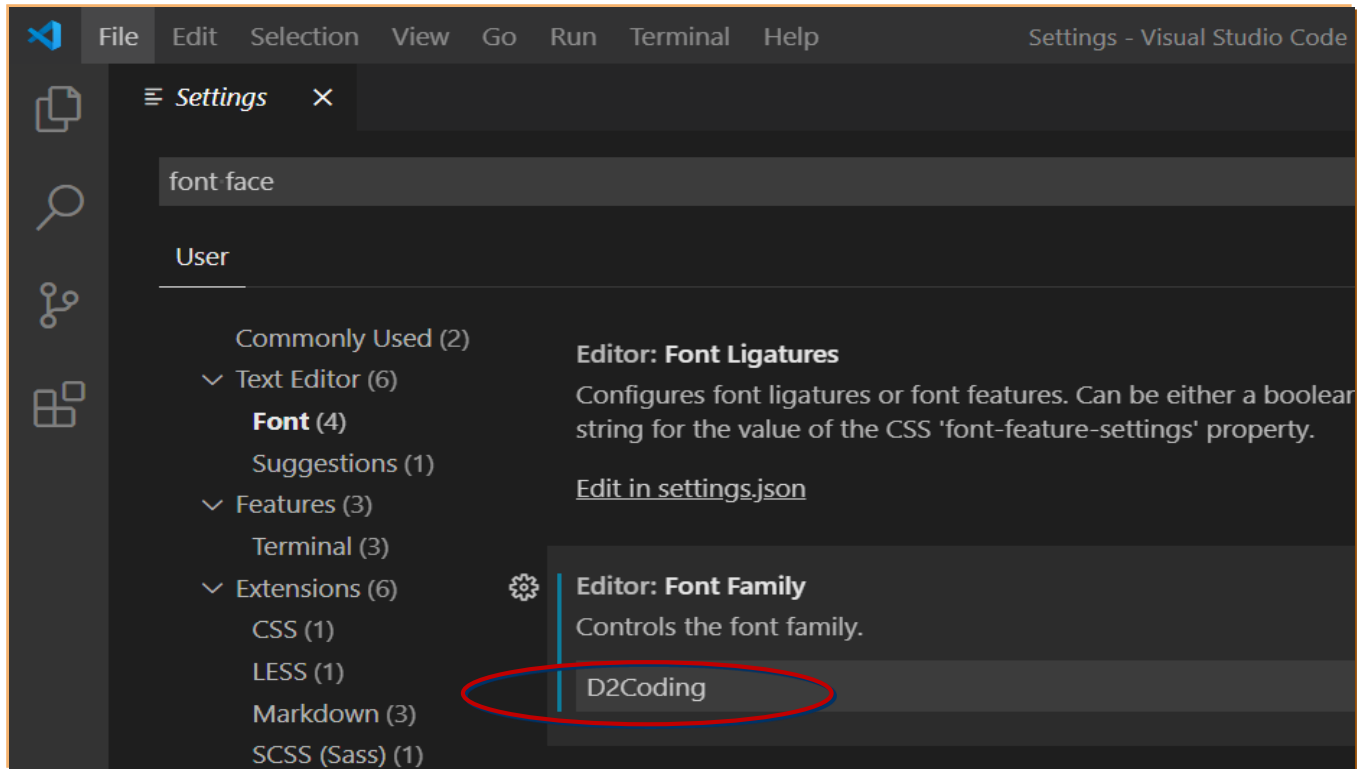 File Edit Selection View Go Run Terminal Help Settings - Visual Studio Code
Settings
font face
User
Commonly Used (2)
Text Editor (6)
Font (4)
Suggestions (1)
Features (3)
Terminal (3)
Extensions (6)
CSS (1)
LESS (1)
Markdown (3)
SCSS (Sass) (1)
Editor: Font Ligatures
Configures font ligatures or font features. Can be either a boolean
string for the value of the CSS 'font-feature-settings' property.
Edit in settings.json
Editor: Font Family
Controls the font family.
D2Coding